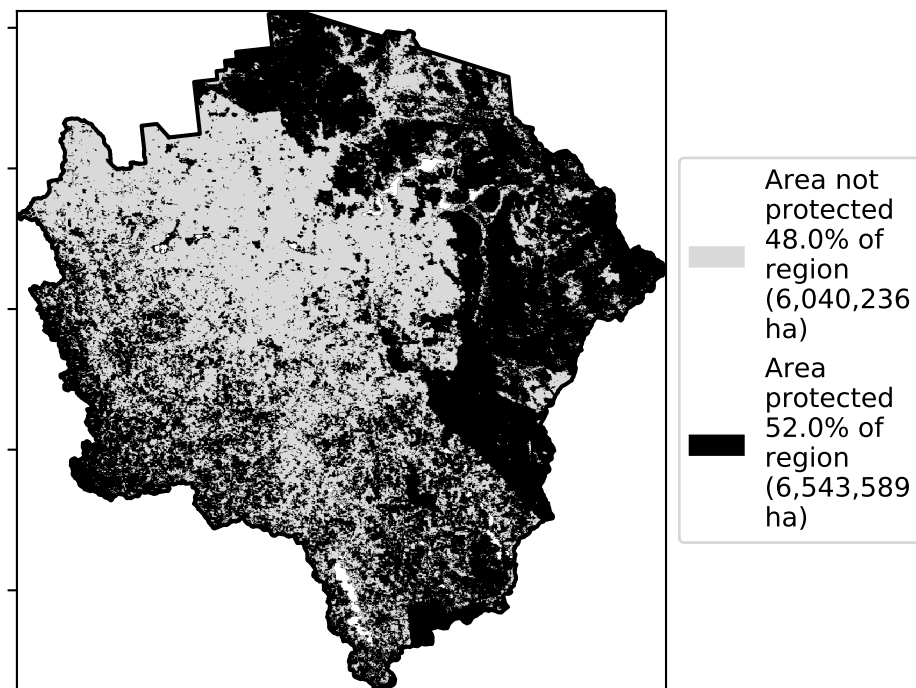 Area not
protected
48.0% of
region
(6,040,236
ha)
Area
protected
52.0% of
region
(6,543,589
ha)